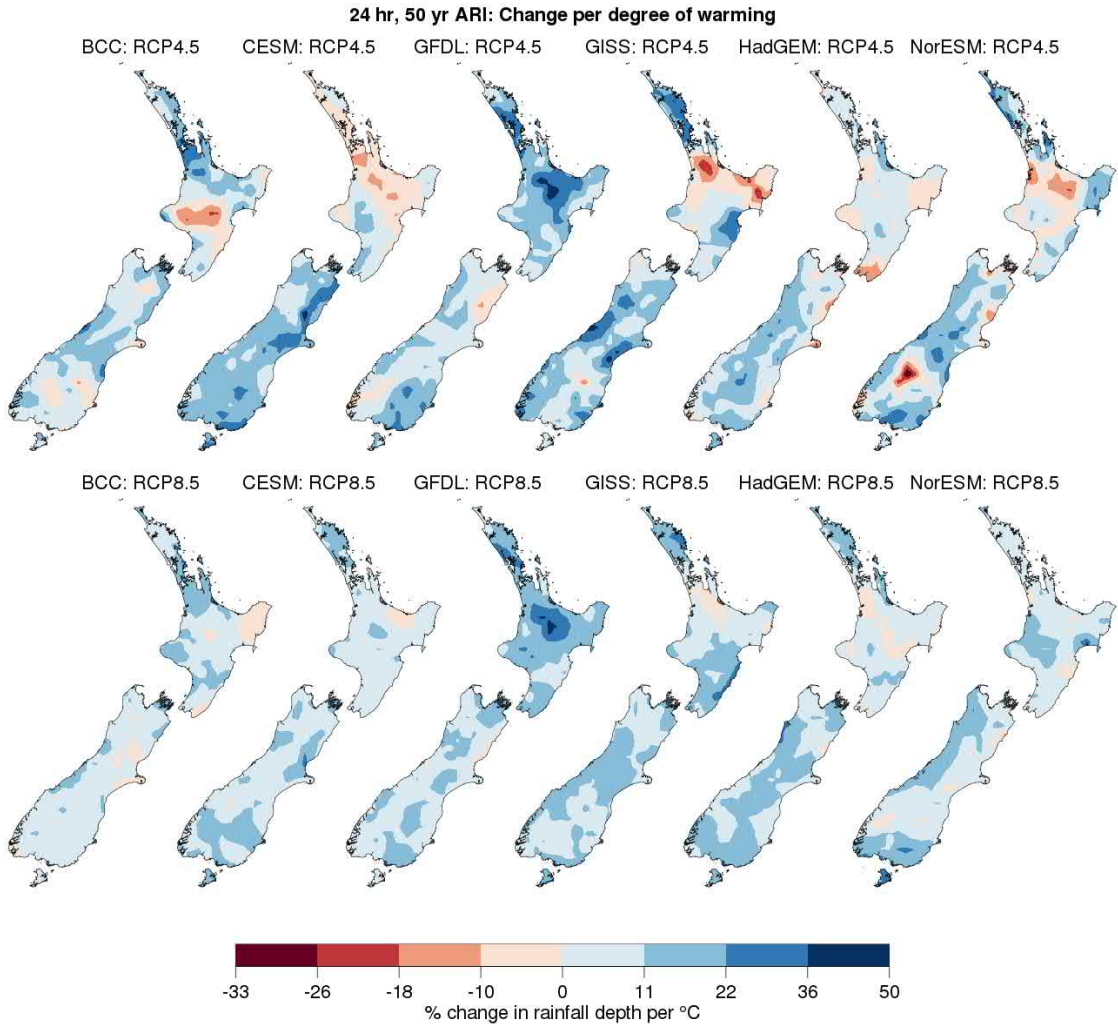 24 hr, 50 yr ARI: Change per degree of warming
BCC: RCP4.5 CESM: RCP4.5 GFDL: RCP4.5 GISS: RCP4.5 HadGEM: RCP4.5 NorESM: RCP4.5
BCC: RCP8.5 CESM: RCP8.5 GFDL: RCP8.5 GISS: RCP8.5 HadGEM: RCP8.5 NorESM: RCP8.5
-33 -26 -18 -10 0 11 22 36 50
% change in rainfall depth per °C